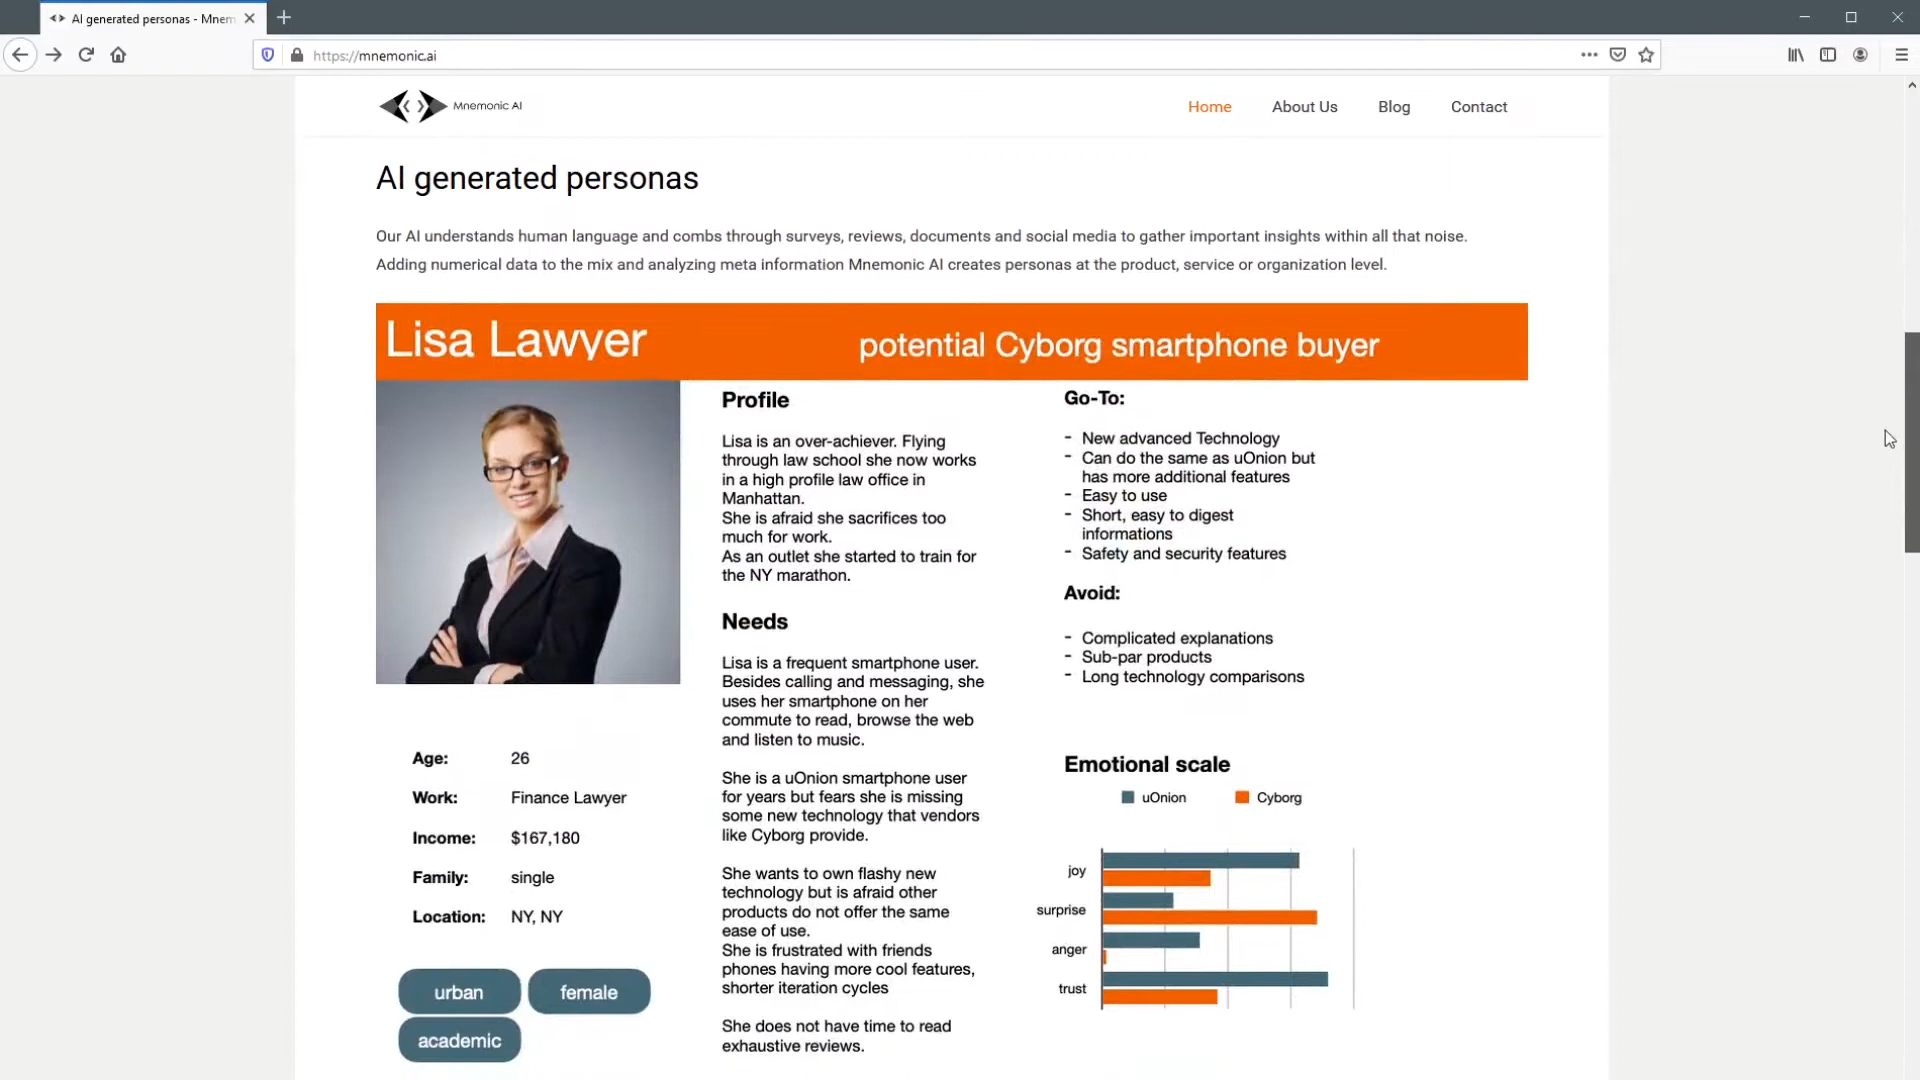 AI generated personas - Mnem
https://mnemonic.ai
Mnemonic AI
Home
About Us
Blog
Contact
AI generated personas
Our AI understands human language and combs through surveys, reviews, documents and social media to gather important insights within all that noise.
Adding numerical data to the mix and analyzing meta information Mnemonic AI creates personas at the product, service or organization level.
Lisa Lawyer
potential Cyborg smartphone buyer
Age: 26
Work: Finance Lawyer
Income: $167,180
Family: single
Location: NY, NY
urban
female
academic
Profile
Lisa is an over-achiever. Flying
through law school she now works
in a high profile law office in
Manhattan.
She is afraid she sacrifices too
much for work.
As an outlet she started to train for
the NY marathon.
Needs
Lisa is a frequent smartphone user.
Besides calling and messaging, she
uses her smartphone on her
commute to read, browse the web
and listen to music.
She is a uOnion smartphone user
for years but fears she is missing
some new technology that vendors
like Cyborg provide.
She wants to own flashy new
technology but is afraid other
products do not offer the same
ease of use.
She is frustrated with friends
phones having more cool features,
shorter iteration cycles
She does not have time to read
exhaustive reviews.
Go-To:
- New advanced Technology
- Can do the same as uOnion but
has more additional features
- Easy to use
- Short, easy to digest
informations
- Safety and security features
Avoid:
- Complicated explanations
- Sub-par products
- Long technology comparisons
Emotional scale
uOnion
Cyborg
joy
surprise
anger
trust